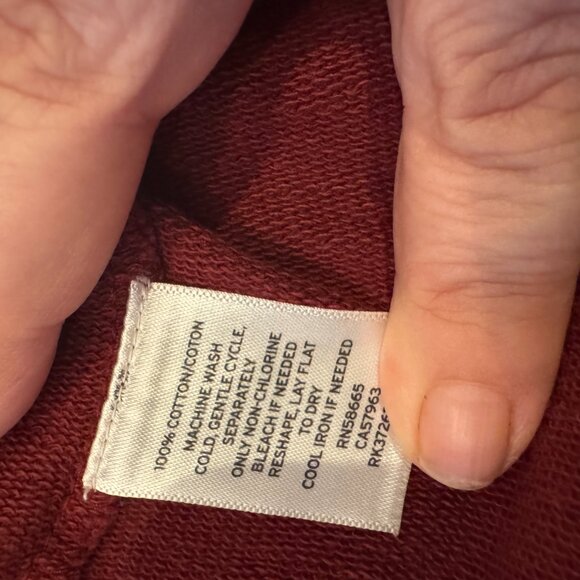 100% COTTON/COTON
MACHINE WASH
COLD, GENTLE CYCLE,
SEPARATELY
ONLY NON-CHLORINE
BLEACH IF NEEDED
RESHAPE, LAY FLAT
TO DRY
COOL IRON IF NEEDED
RN58665
CA57963